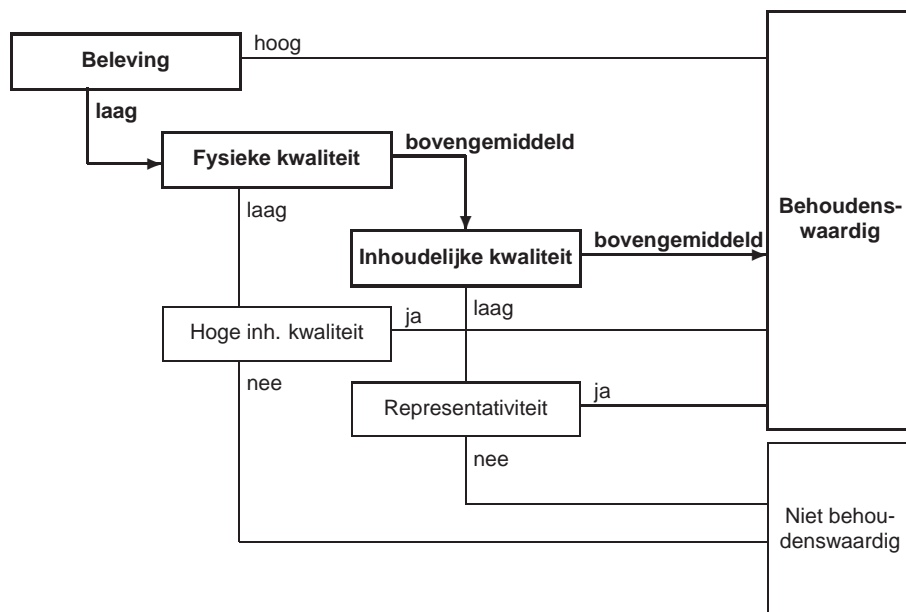 hoog
Beleving
laag
bovengemiddeld
Fysieke kwaliteit
laag
Behoudens-
waardig
bovengemiddeld
Inhoudelijke kwaliteit
laag
ja
Hoge inh. kwaliteit
nee
ja
Representativiteit
nee
Niet behou-
denswaardig